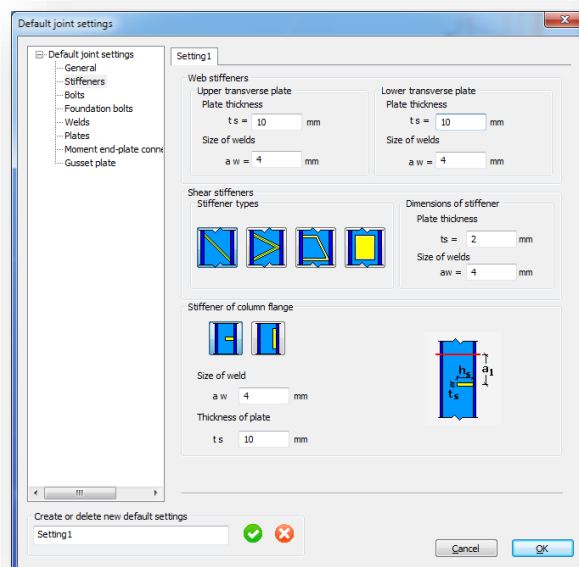 Default joint settings
Default joint settings
General
Stiffeners
Bolts
Foundation bolts
Welds
Plates
Moment end-plate conne
Gusset plate
Setting1
Web stiffeners
Upper transverse plate
Plate thickness
t s = 10 mm
Size of welds
a w = 4 mm
Lower transverse plate
Plate thickness
t s = 10 mm
Size of welds
a w = 4 mm
Shear stiffeners
Stiffener types
Dimensions of stiffener
Plate thickness
ts = 2 mm
Size of welds
aw = 4 mm
Stiffener of column flange
Size of weld
a w 4 mm
Thickness of plate
t s 10 mm
hs
a1
ts
Create or delete new default settings
Setting1
Cancel
OK